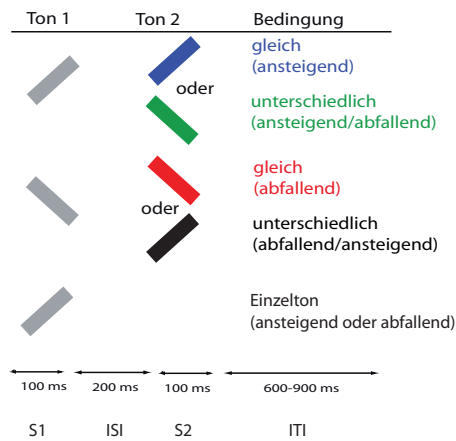 Ton 1 Ton 2 Bedingung
gleich
(ansteigend)
oder
unterschiedlich
(ansteigend/abfallend)
gleich
(abfallend)
oder
unterschiedlich
(abfallend/ansteigend)
Einzelton
(ansteigend oder abfallend)
100 ms 200 ms 100 ms 600-900 ms
S1 ISI S2 ITI